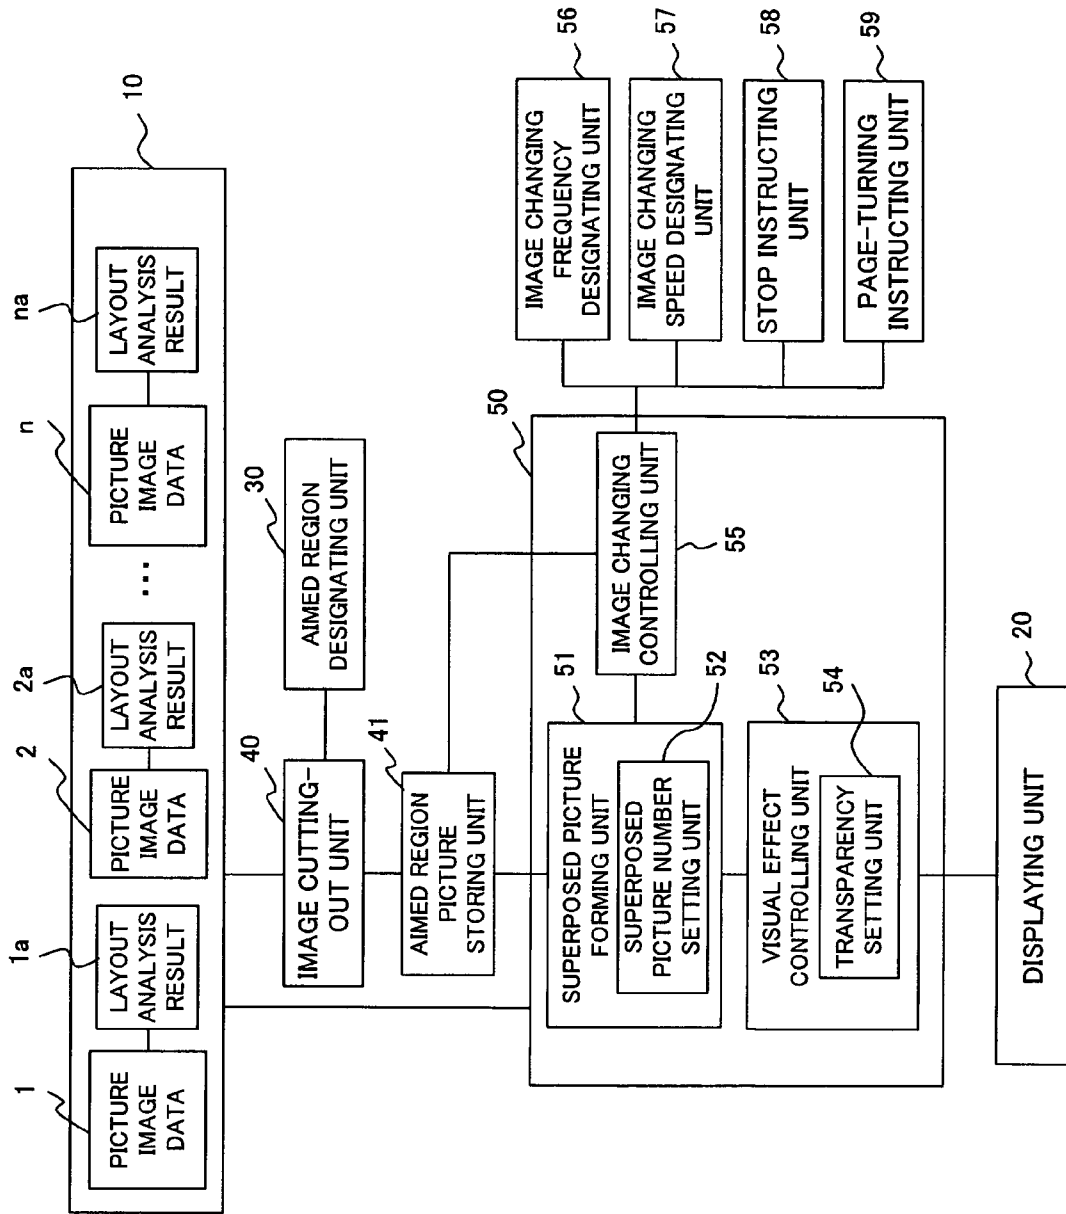 10
1
PICTURE
IMAGE
DATA
1a
LAYOUT
ANALYSIS
RESULT
2
PICTURE
IMAGE
DATA
2a
LAYOUT
ANALYSIS
RESULT
...
n
PICTURE
IMAGE
DATA
na
LAYOUT
ANALYSIS
RESULT
40
IMAGE CUTTING-
OUT UNIT
30
AIMED REGION
DESIGNATING UNIT
41
AIMED REGION
PICTURE
STORING UNIT
50
51
SUPERPOSED PICTURE
FORMING UNIT
52
SUPERPOSED
PICTURE NUMBER
SETTING UNIT
53
VISUAL EFFECT
CONTROLLING UNIT
54
TRANSPARENCY
SETTING UNIT
IMAGE CHANGING
CONTROLLING UNIT
55
IMAGE CHANGING
FREQUENCY
DESIGNATING UNIT
56
IMAGE CHANGING
SPEED DESIGNATING
UNIT
57
STOP INSTRUCTING
UNIT
58
PAGE-TURNING
INSTRUCTING UNIT
59
20
DISPLAYING UNIT